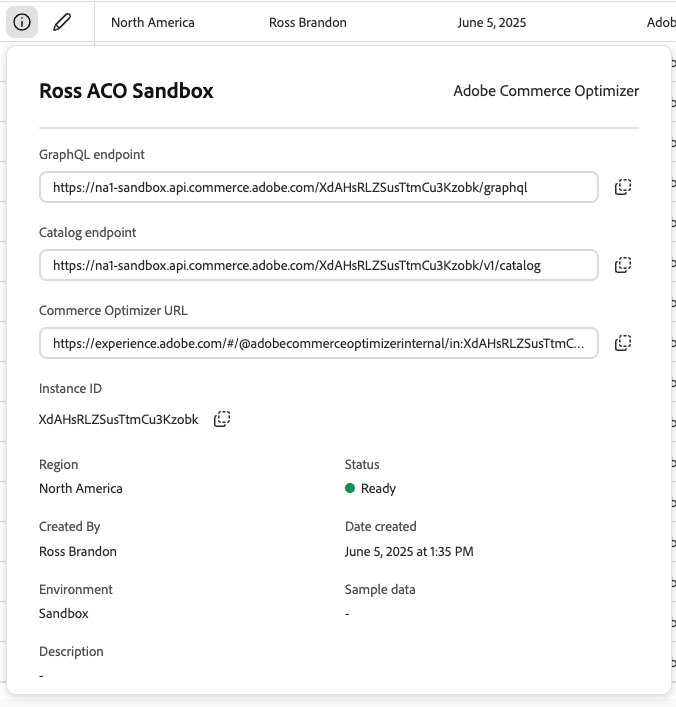 North America Ross Brandon June 5, 2025 Adob
Ross ACO Sandbox Adobe Commerce Optimizer
GraphQL endpoint
https://na1-sandbox.api.commerce.adobe.com/XdAHsRLZSusTtmCu3Kzobk/graphql
Catalog endpoint
https://na1-sandbox.api.commerce.adobe.com/XdAHsRLZSusTtmCu3Kzobk/v1/catalog
Commerce Optimizer URL
https://experience.adobe.com/#/@adobecommerceoptimizerinternal/in:XdAHsRLZSusTtmC...
Instance ID
XdAHsRLZSusTtmCu3Kzobk
Region Status
North America Ready
Created By Date created
Ross Brandon June 5, 2025 at 1:35 PM
Environment Sample data
Sandbox -
Description
-